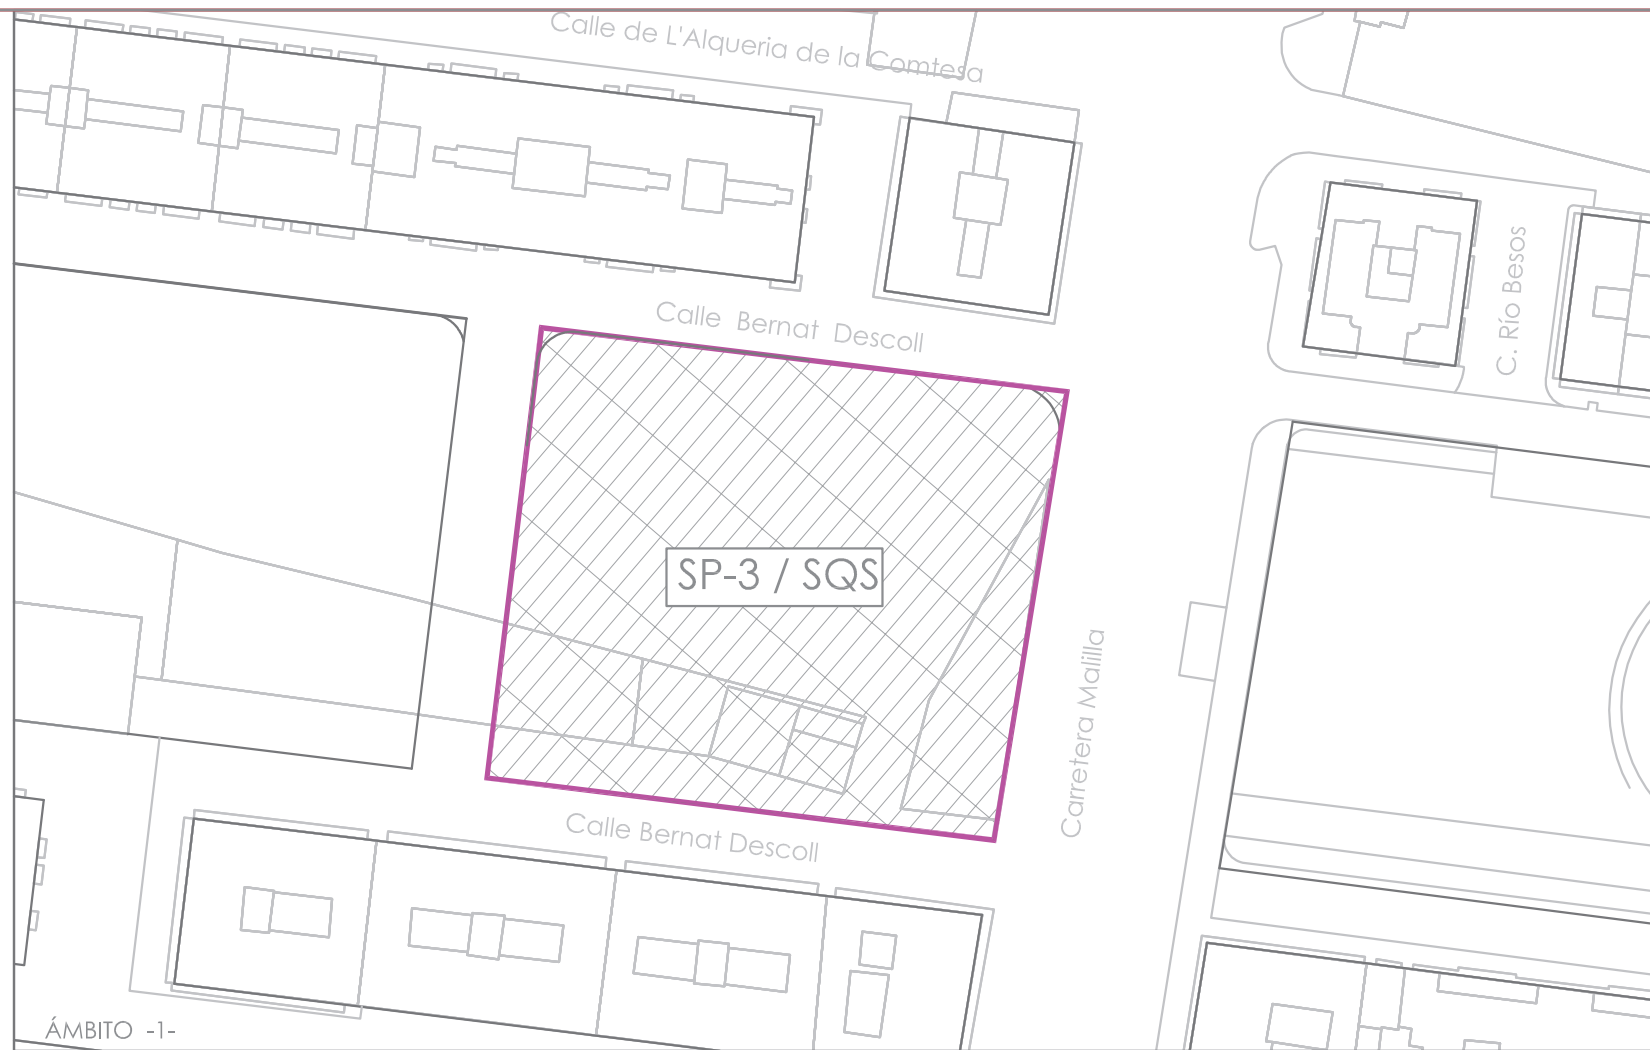 Calle de L'Alqueria de la Comtesa
C. Río Besos
Calle Bernat Descoll
SP-3 / SQS
Carretera Malilla
Calle Bernat Descoll
ÁMBITO -1-